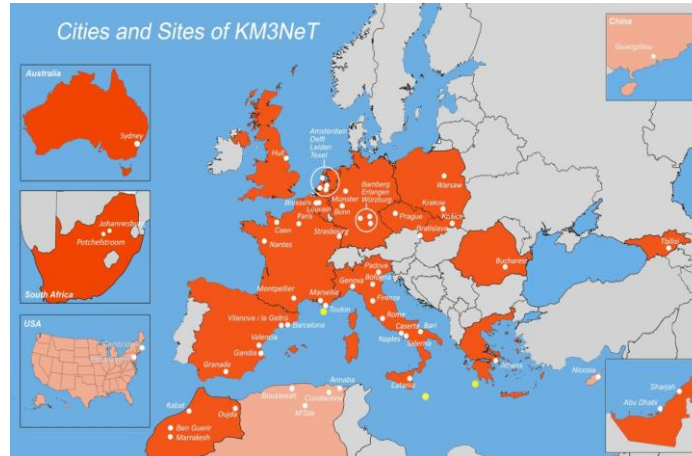 Cities and Sites of KM3NeT
Australia
Sydney
Johannesburg
Potchefstroom
South Africa
USA
Cambridge
China
Guangzhou
Amsterdam
Delft
Leiden
Texel
Hull
Bamberg
Erlangen
Würzburg
Warsaw
Brussels
Münster
Krakow
Louvain
Bonn
Prague
Košice
Paris
Caen
Strasbourg
Bratislava
Nantes
Tbilisi
Bucharest
Padova
Genova
Bologna
Montpellier
Marseille
Firenze
Toulon
Vilanova i la Geltrú
Barcelona
Rome
Valencia
Caserta
Bari
Gandia
Naples
Salerno
Granada
Athens
Catania
Nicosia
Annaba
Bouzareah
Constantine
M'Sila
Rabat
Oujda
Ben Guerir
Marrakesh
Sharjah
Abu Dhabi